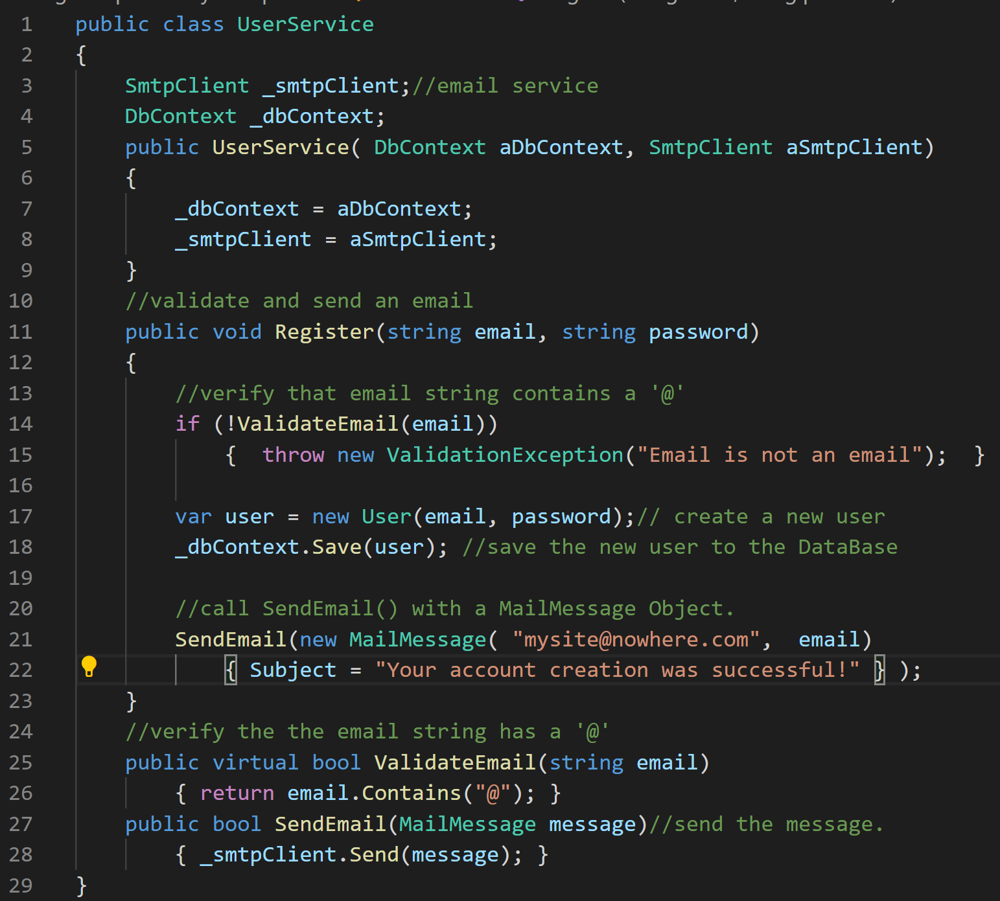 1 public class UserService
2 {
3 SmtpClient _smtpClient;//email service
4 DbContext _dbContext;
5 public UserService( DbContext aDbContext, SmtpClient aSmtpClient)
6 {
7 _dbContext = aDbContext;
8 _smtpClient = aSmtpClient;
9 }
10 //validate and send an email
11 public void Register(string email, string password)
12 {
13 //verify that email string contains a '@'
14 if (!ValidateEmail(email))
15 { throw new ValidationException("Email is not an email"); }
16
17 var user = new User(email, password);// create a new user
18 _dbContext.Save(user); //save the new user to the DataBase
19
20 //call SendEmail() with a MailMessage Object.
21 SendEmail(new MailMessage( "mysite@nowhere.com", email)
22 { Subject = "Your account creation was successful!" } );
23 }
24 //verify the the email string has a '@'
25 public virtual bool ValidateEmail(string email)
26 { return email.Contains("@"); }
27 public bool SendEmail(MailMessage message)//send the message.
28 { _smtpClient.Send(message); }
29 }